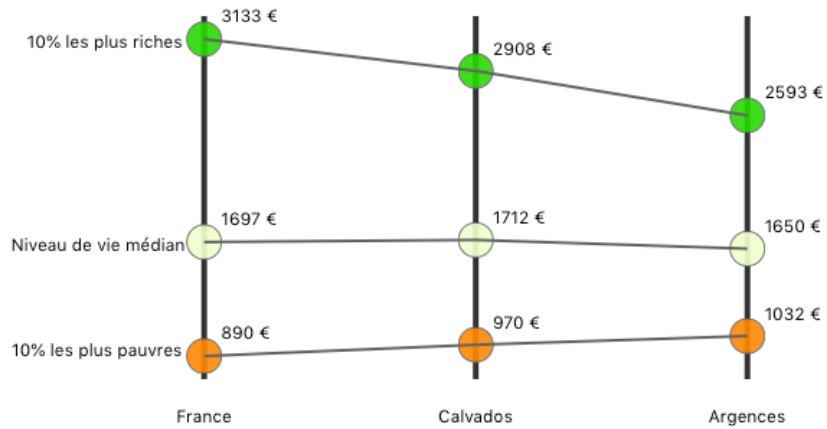 3133 €
10% les plus riches
2908 €
2593 €
1697 €
1712 €
1650 €
Niveau de vie médian
890 €
970 €
1032 €
10% les plus pauvres
France
Calvados
Argences